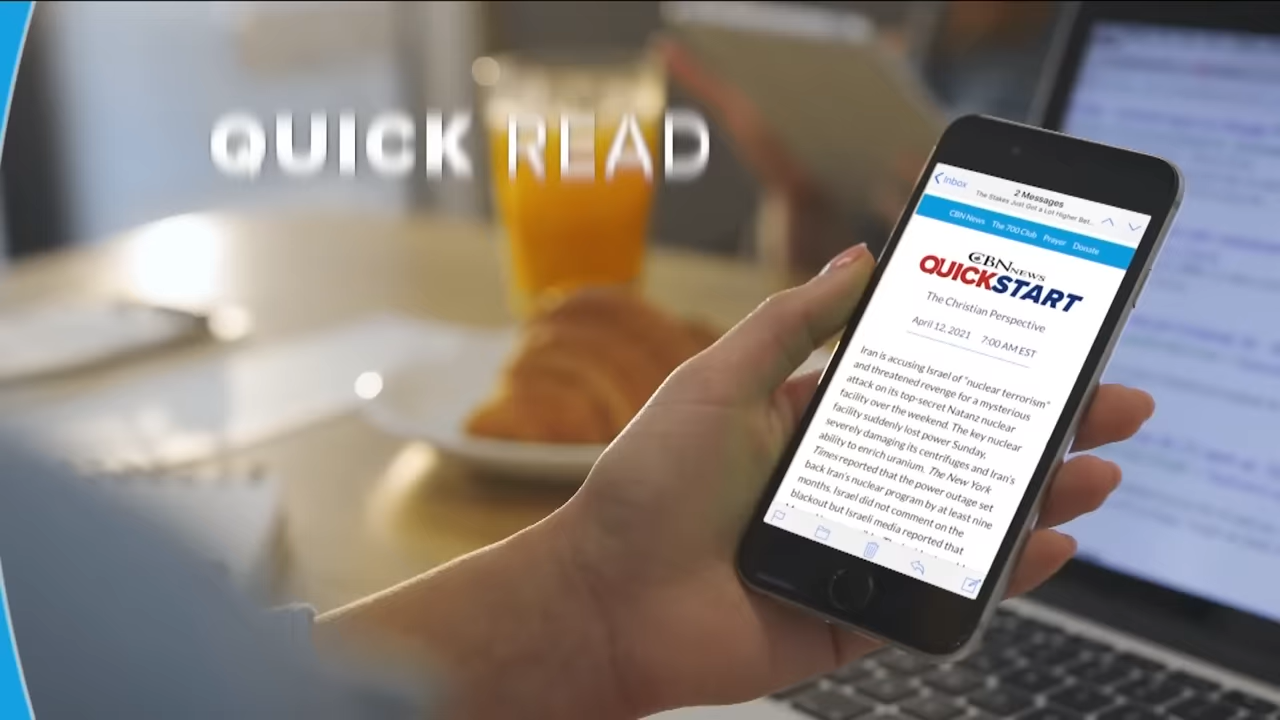 QUICK READ
Inbox
2 Messages
The Stakes Just Got a Lot Higher Bet...
CBN News The 700 Club Prayer Donate
CBN NEWS
QUICKSTART
The Christian Perspective
April 12, 2021 7:00 AM EST
Iran is accusing Israel of "nuclear terrorism"
and threatened revenge for a mysterious
attack on its top-secret Natanz nuclear
facility over the weekend. The key nuclear
facility suddenly lost power Sunday,
severely damaging its centrifuges and Iran's
ability to enrich uranium. The New York
Times reported that the power outage set
back Iran's nuclear program by at least nine
months. Israel did not comment on the
blackout but Israeli media reported that